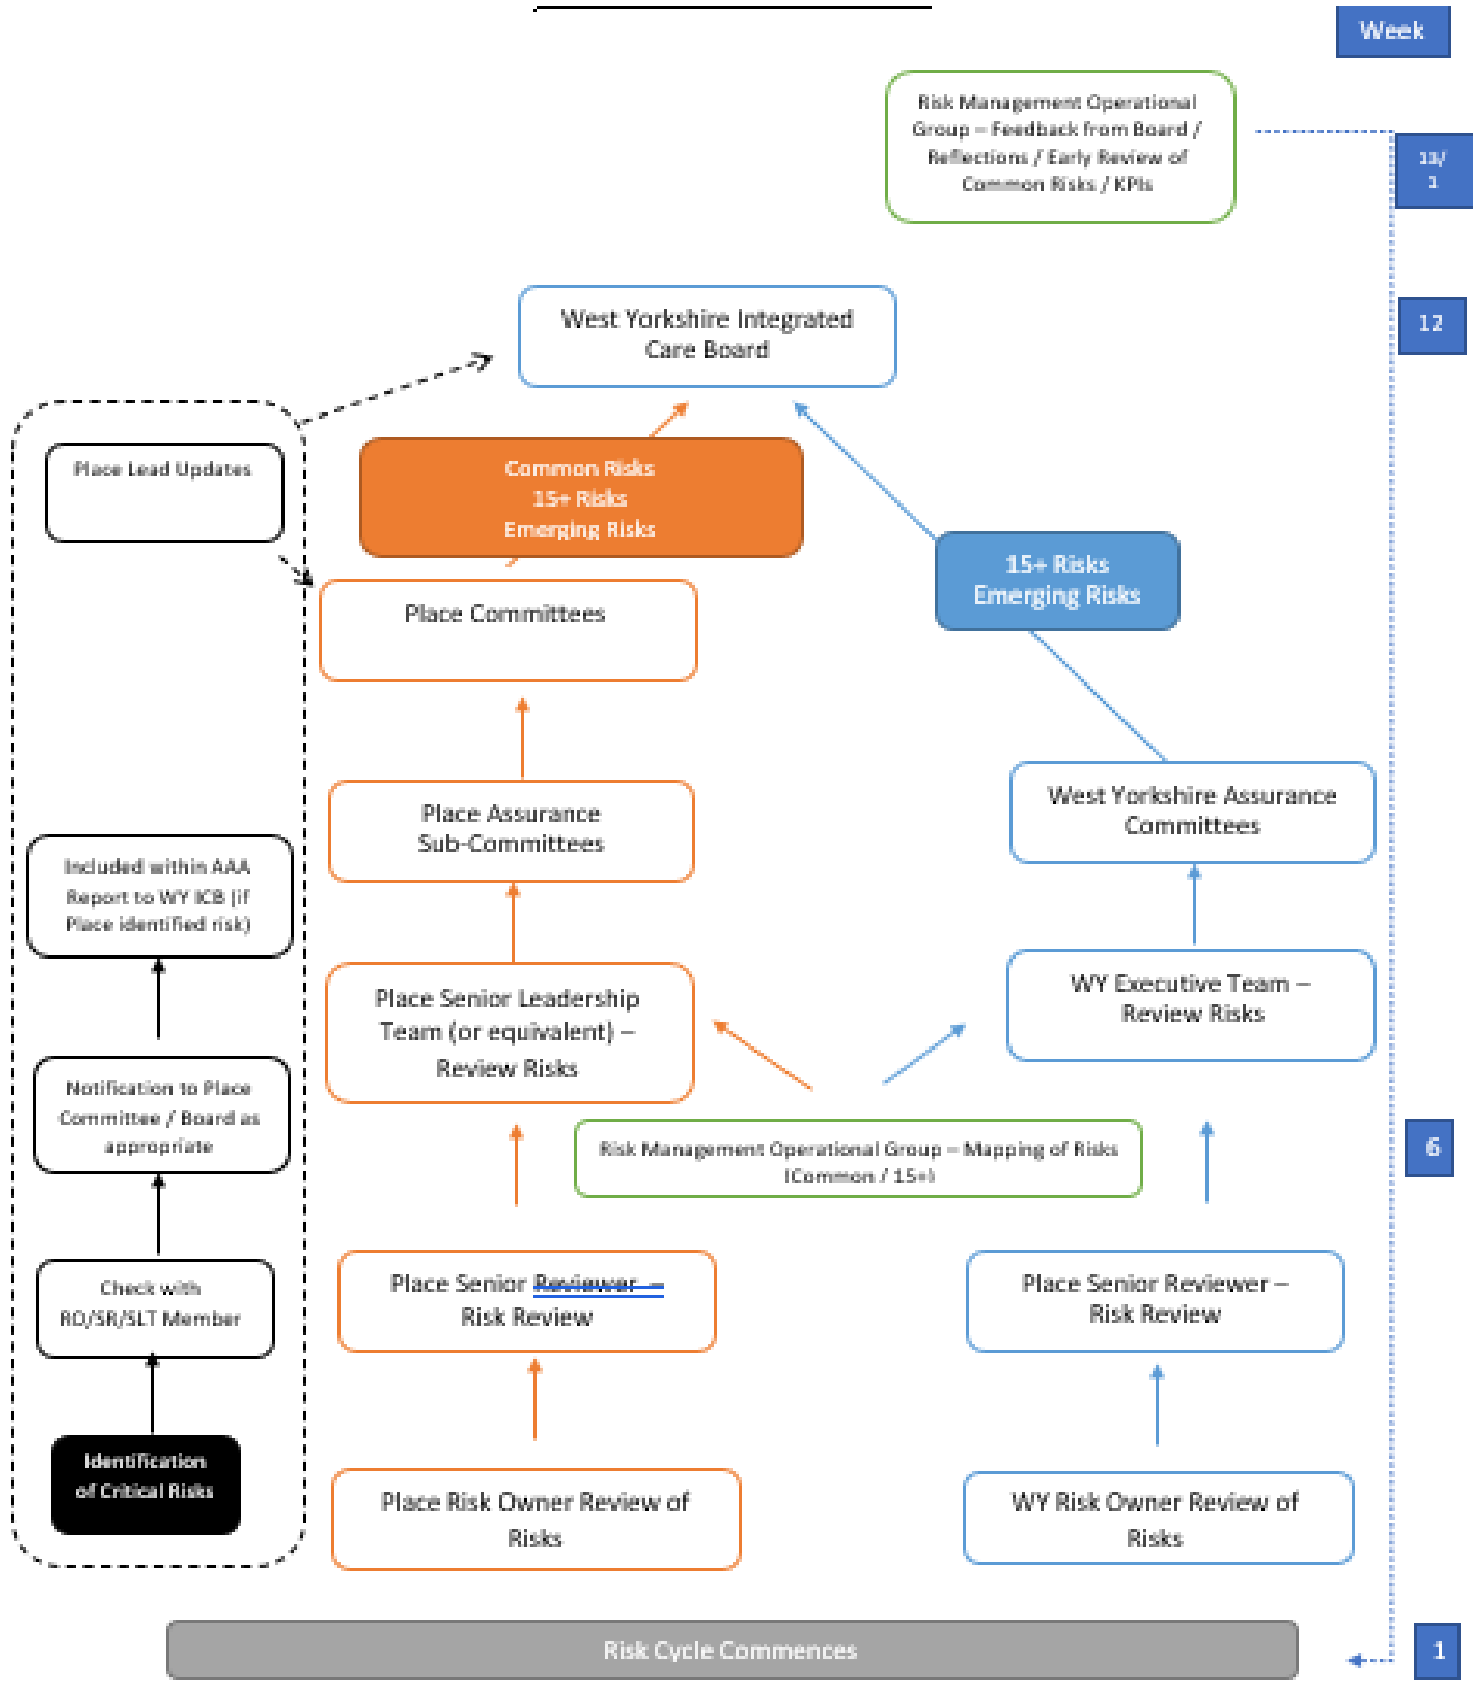 Week
Risk Management Operational
Group – Feedback from Board /
Reflections / Early Review of
Common Risks / KPIs
13/
1
West Yorkshire Integrated
Care Board
12
Place Lead Updates
Common Risks
15+ Risks
Emerging Risks
15+ Risks
Emerging Risks
Place Committees
Place Assurance
Sub-Committees
West Yorkshire Assurance
Committees
Included within AAA
Report to WY ICB (if
Place identified risk)
Place Senior Leadership
Team (or equivalent) –
Review Risks
WY Executive Team –
Review Risks
Notification to Place
Committee / Board as
appropriate
Risk Management Operational Group – Mapping of Risks
(Common / 15+)
6
Check with
RO/SR/SLT Member
Place Senior Reviewer –
Risk Review
Place Senior Reviewer –
Risk Review
Identification
of Critical Risks
Place Risk Owner Review of
Risks
WY Risk Owner Review of
Risks
Risk Cycle Commences
1